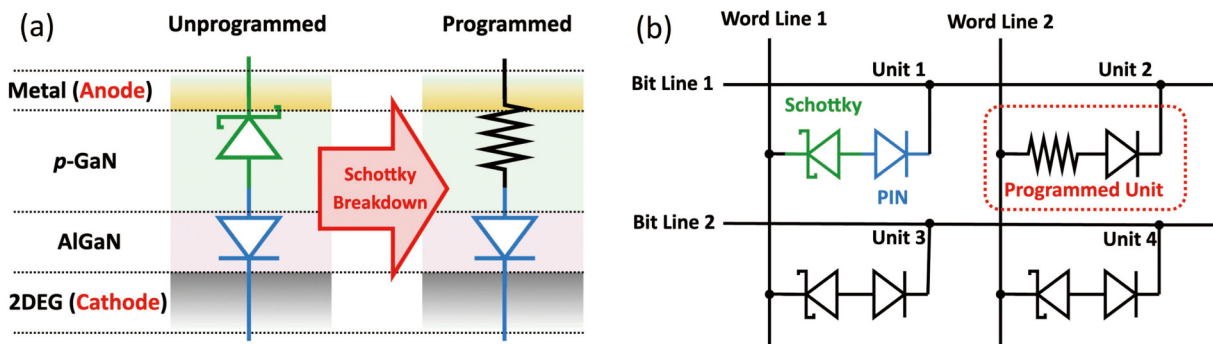 (a)
Unprogrammed
Programmed
Metal (Anode)
p-GaN
AlGaN
2DEG (Cathode)
Schottky
Breakdown
(b)
Word Line 1
Word Line 2
Bit Line 1
Unit 1
Unit 2
Schottky
PIN
Programmed Unit
Bit Line 2
Unit 3
Unit 4